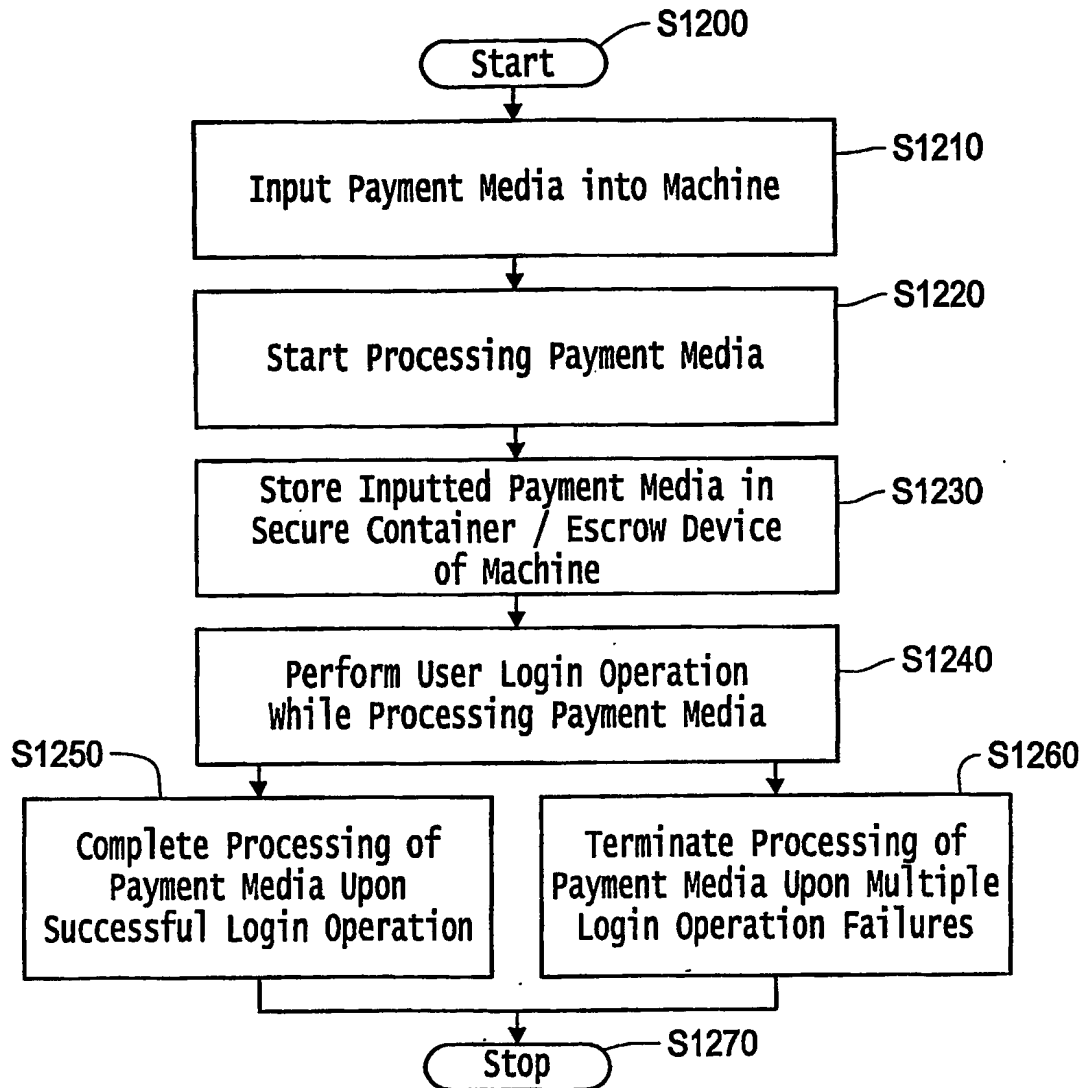 S1200
Start
S1210
Input Payment Media into Machine
S1220
Start Processing Payment Media
S1230
Store Inputted Payment Media in
Secure Container / Escrow Device
of Machine
S1240
Perform User Login Operation
While Processing Payment Media
S1250
Complete Processing of
Payment Media Upon
Successful Login Operation
S1260
Terminate Processing of
Payment Media Upon Multiple
Login Operation Failures
S1270
Stop